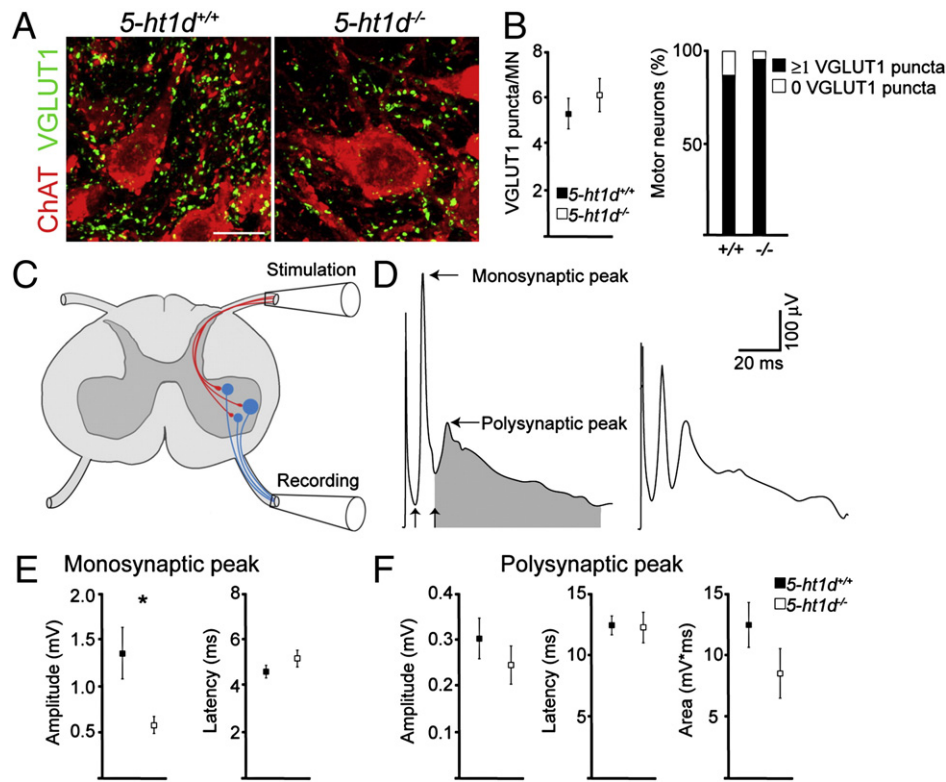 A
5-ht1d+/+
5-ht1d-/-
ChAT VGLUT1
B
VGLUT1 puncta/MN
8
6
4
2
5-ht1d+/+
5-ht1d-/-
Motor neurons (%)
100
50
+/+
-/-
≥1 VGLUT1 puncta
0 VGLUT1 puncta
C
Stimulation
Recording
D
Monosynaptic peak
Polysynaptic peak
100 μV
20 ms
E
Monosynaptic peak
Amplitude (mV)
2.0
1.5
1.0
0.5
*
Latency (ms)
8
6
4
2
F
Polysynaptic peak
5-ht1d+/+
5-ht1d-/-
Amplitude (mV)
0.4
0.3
0.2
0.1
Latency (ms)
15
10
5
Area (mV*ms)
15
10
5